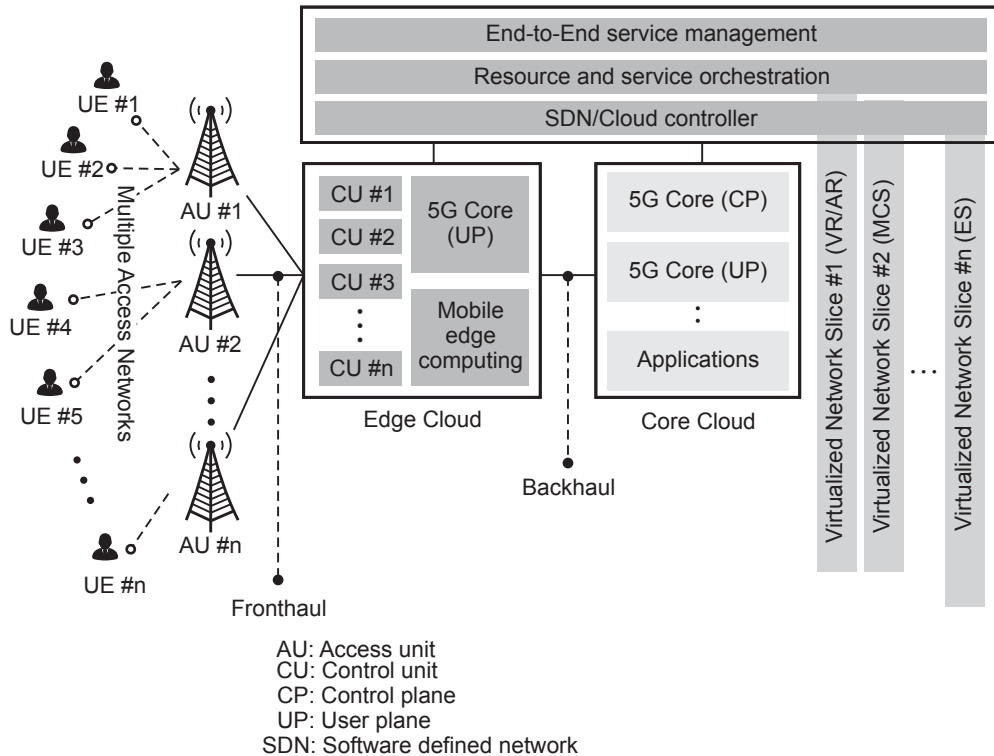 End-to-End service management
Resource and service orchestration
SDN/Cloud controller
UE #1
UE #2
UE #3
UE #4
UE #5
UE #n
Multiple Access Networks
AU #1
AU #2
AU #n
CU #1
CU #2
CU #3
CU #n
5G Core
(UP)
Mobile
edge
computing
Edge Cloud
5G Core (CP)
5G Core (UP)
Applications
Core Cloud
Virtualized Network Slice #1 (VR/AR)
Virtualized Network Slice #2 (MCS)
Virtualized Network Slice #n (ES)
Backhaul
Fronthaul
AU: Access unit
CU: Control unit
CP: Control plane
UP: User plane
SDN: Software defined network